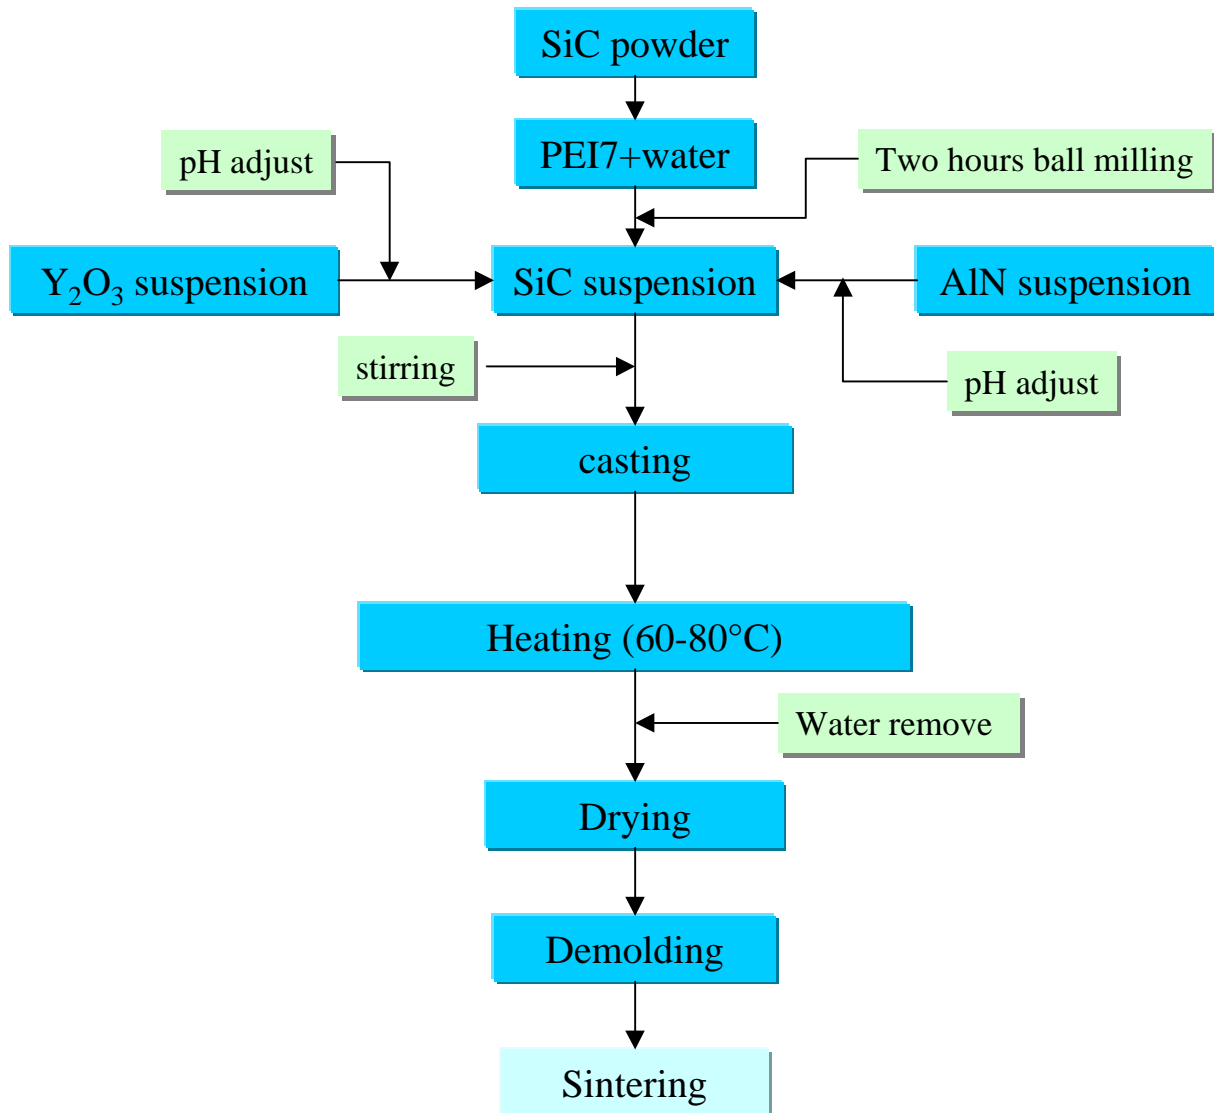 SiC powder
pH adjust
PEI7+water
Two hours ball milling
Y₂O₃ suspension
SiC suspension
AlN suspension
stirring
pH adjust
casting
Heating (60-80°C)
Water remove
Drying
Demolding
Sintering